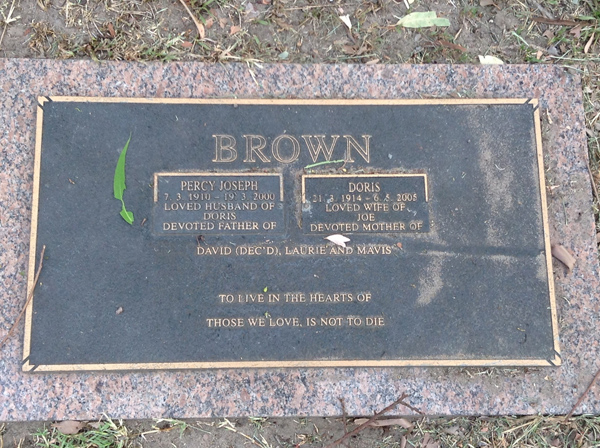 BROWN
PERCY JOSEPH
7. 3. 1910 - 19. 3. 2000
LOVED HUSBAND OF
DORIS
DEVOTED FATHER OF
DORIS
21. 3. 1914 - 6. 5. 2005
LOVED WIFE OF
JOE
DEVOTED MOTHER OF
DAVID (DEC'D), LAURIE AND MAVIS
TO LIVE IN THE HEARTS OF
THOSE WE LOVE, IS NOT TO DIE